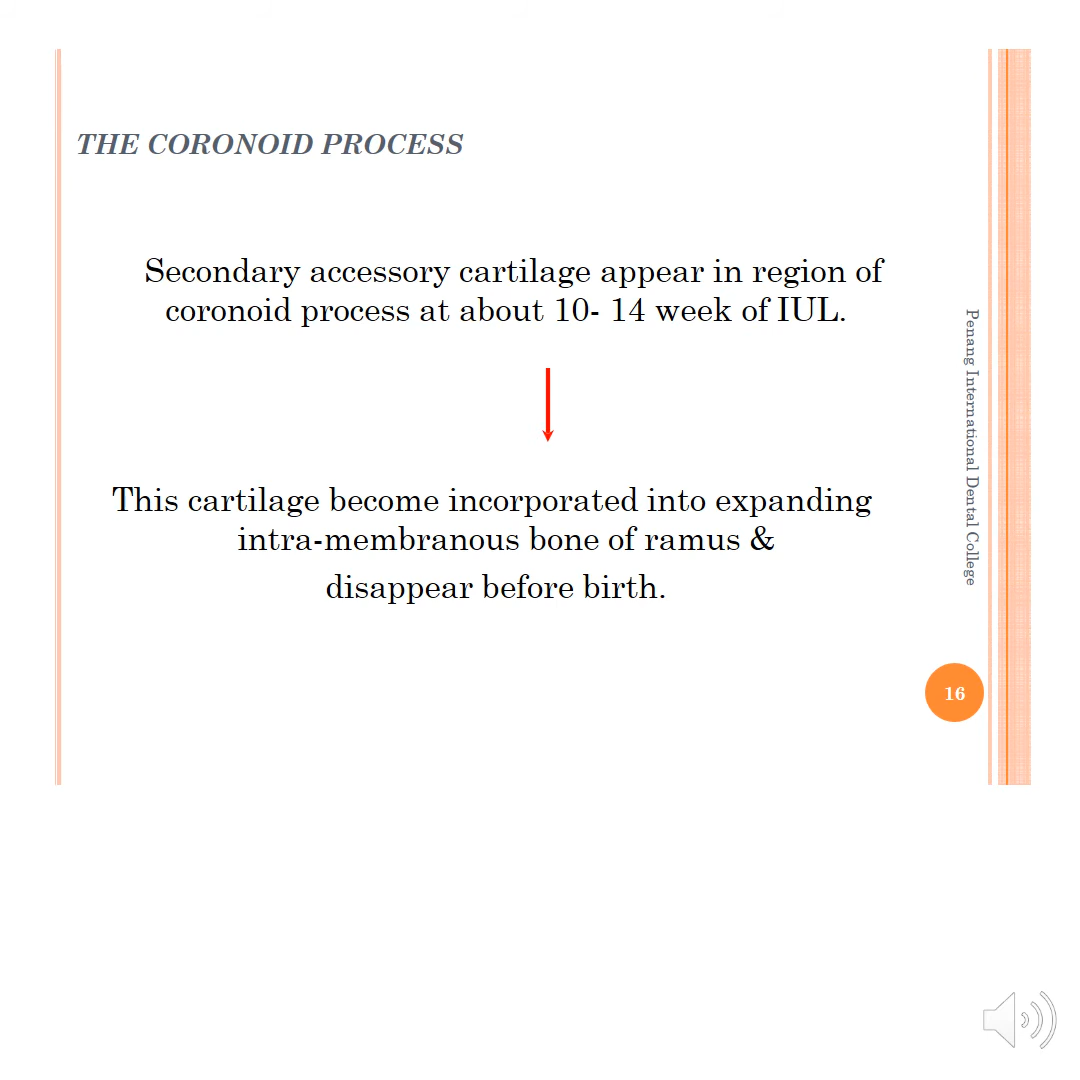 THE CORONOID PROCESS
Secondary accessory cartilage appear in region of
coronoid process at about 10- 14 week of IUL.
This cartilage become incorporated into expanding
intra-membranous bone of ramus &
disappear before birth.
Penang International Dental College
16